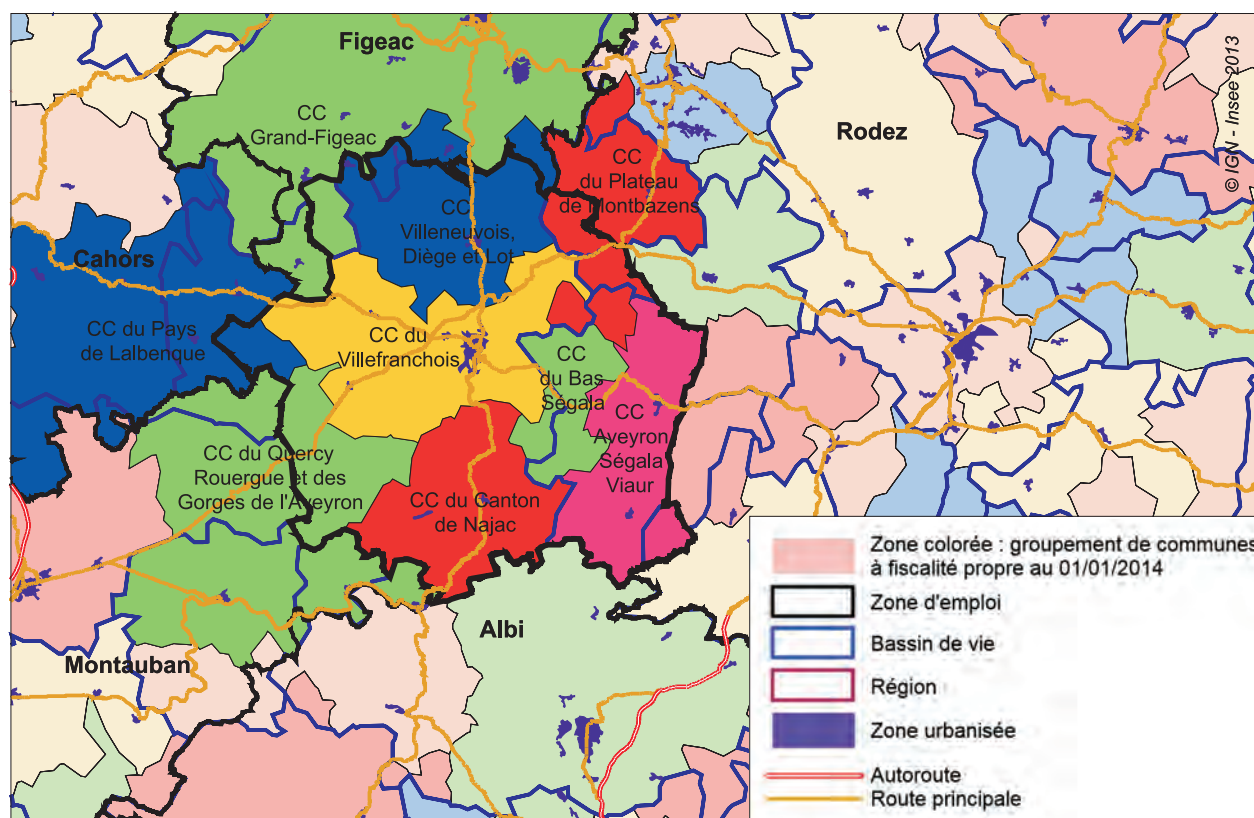 Figeac
© IGN - Insee 2013
CC
Grand-Figeac
Rodez
CC
du Plateau
de Montbazens
CC
Villeneuvois,
Diège et Lot
Cahors
CC du Pays
de Lalbenque
CC du
Villefranchois
CC
du Bas
Ségala
CC
Aveyron
Ségala
Viaur
CC du Quercy
Rouergue et des
Gorges de l'Aveyron
CC du Canton
de Najac
Albi
Montauban
Zone colorée : groupement de communes
à fiscalité propre au 01/01/2014
Zone d'emploi
Bassin de vie
Région
Zone urbanisée
Autoroute
Route principale